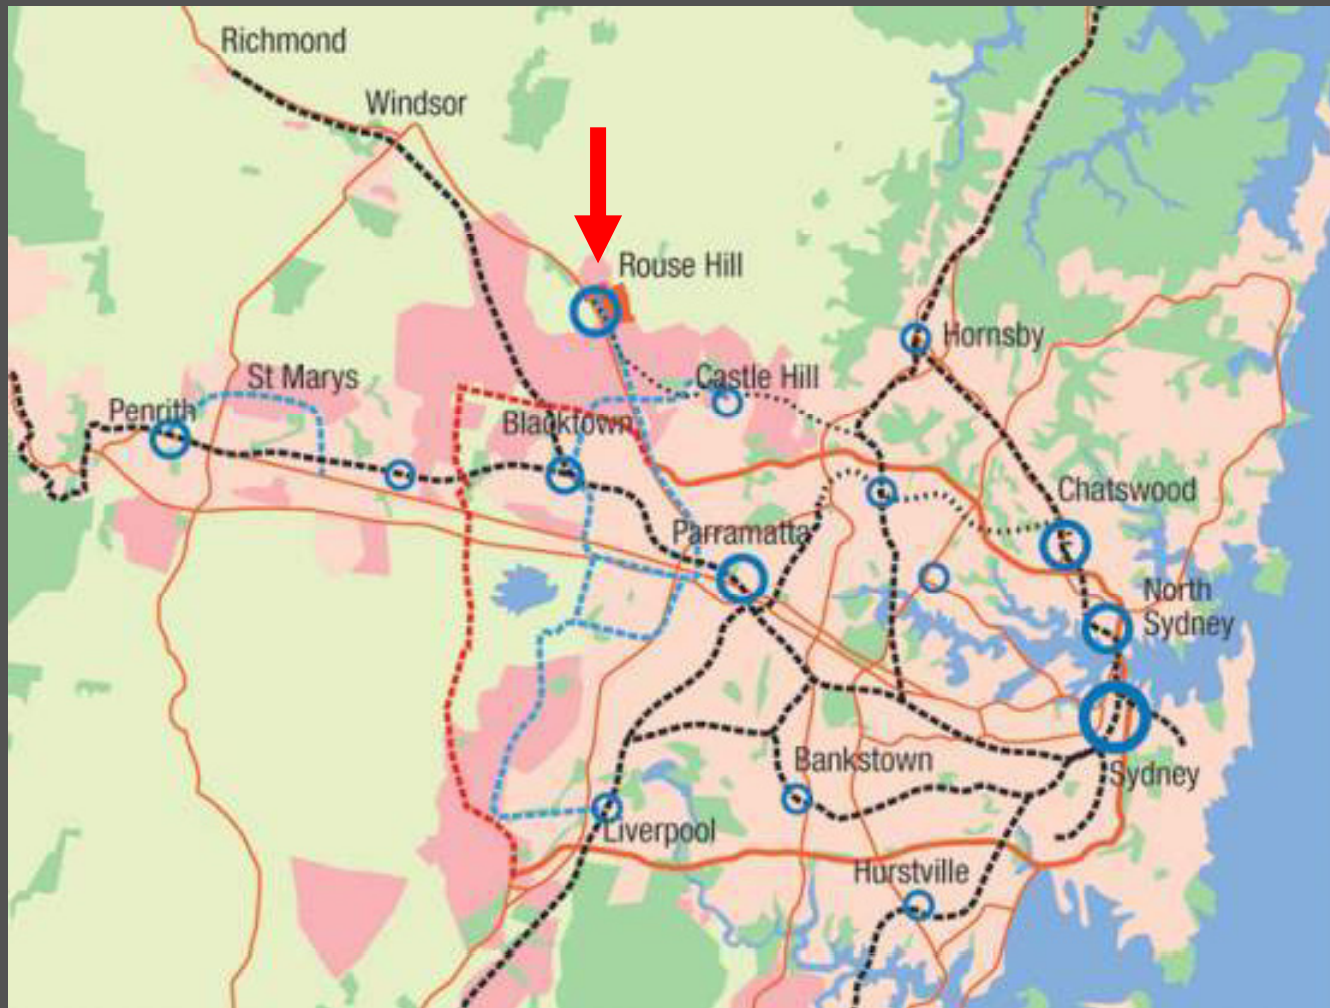 Richmond
Windsor
Rouse Hill
Hornsby
St Marys
Castle Hill
Penrith
Blacktown
Chatswood
Parramatta
North
Sydney
Bankstown
Sydney
Liverpool
Hurstville